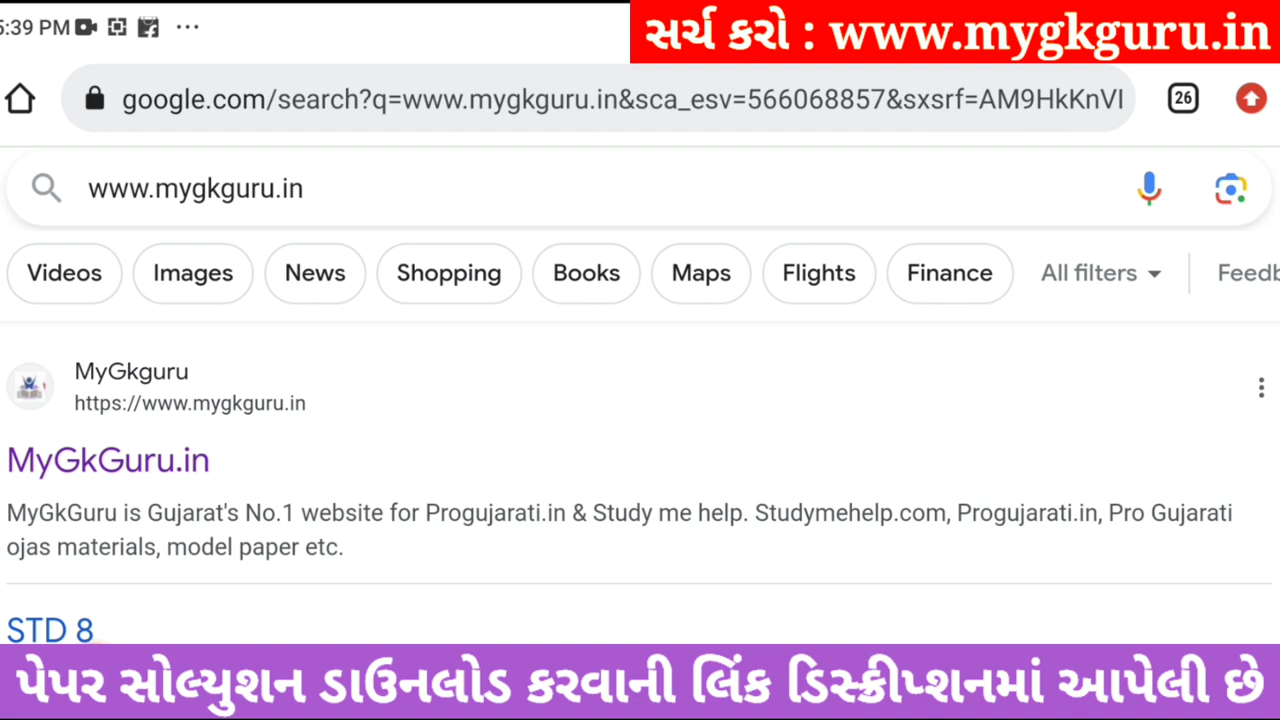 5:39 PM
સર્ચ કરો : www.mygkguru.in
google.com/search?q=www.mygkguru.in&sca_esv=566068857&sxsrf=AM9HkKnVI
26
www.mygkguru.in
Videos Images News Shopping Books Maps Flights Finance All filters Feedb
MyGkguru
https://www.mygkguru.in
MyGkGuru.in
MyGkGuru is Gujarat's No.1 website for Progujarati.in & Study me help. Studymehelp.com, Progujarati.in, Pro Gujarati
ojas materials, model paper etc.
STD 8
પેપર સોલ્યુશન ડાઉનલોડ કરવાની લિંક ડિસ્ક્રીપ્શનમાં આપેલી છે